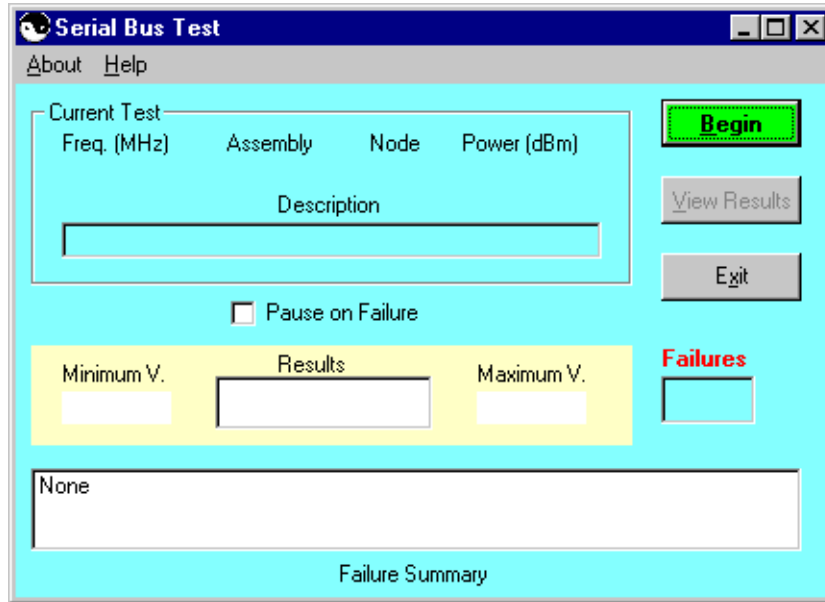 Serial Bus Test
About Help
Current Test
Freq. (MHz) Assembly Node Power (dBm)
Description
Begin
View Results
Exit
Pause on Failure
Minimum V. Results Maximum V.
Failures
None
Failure Summary